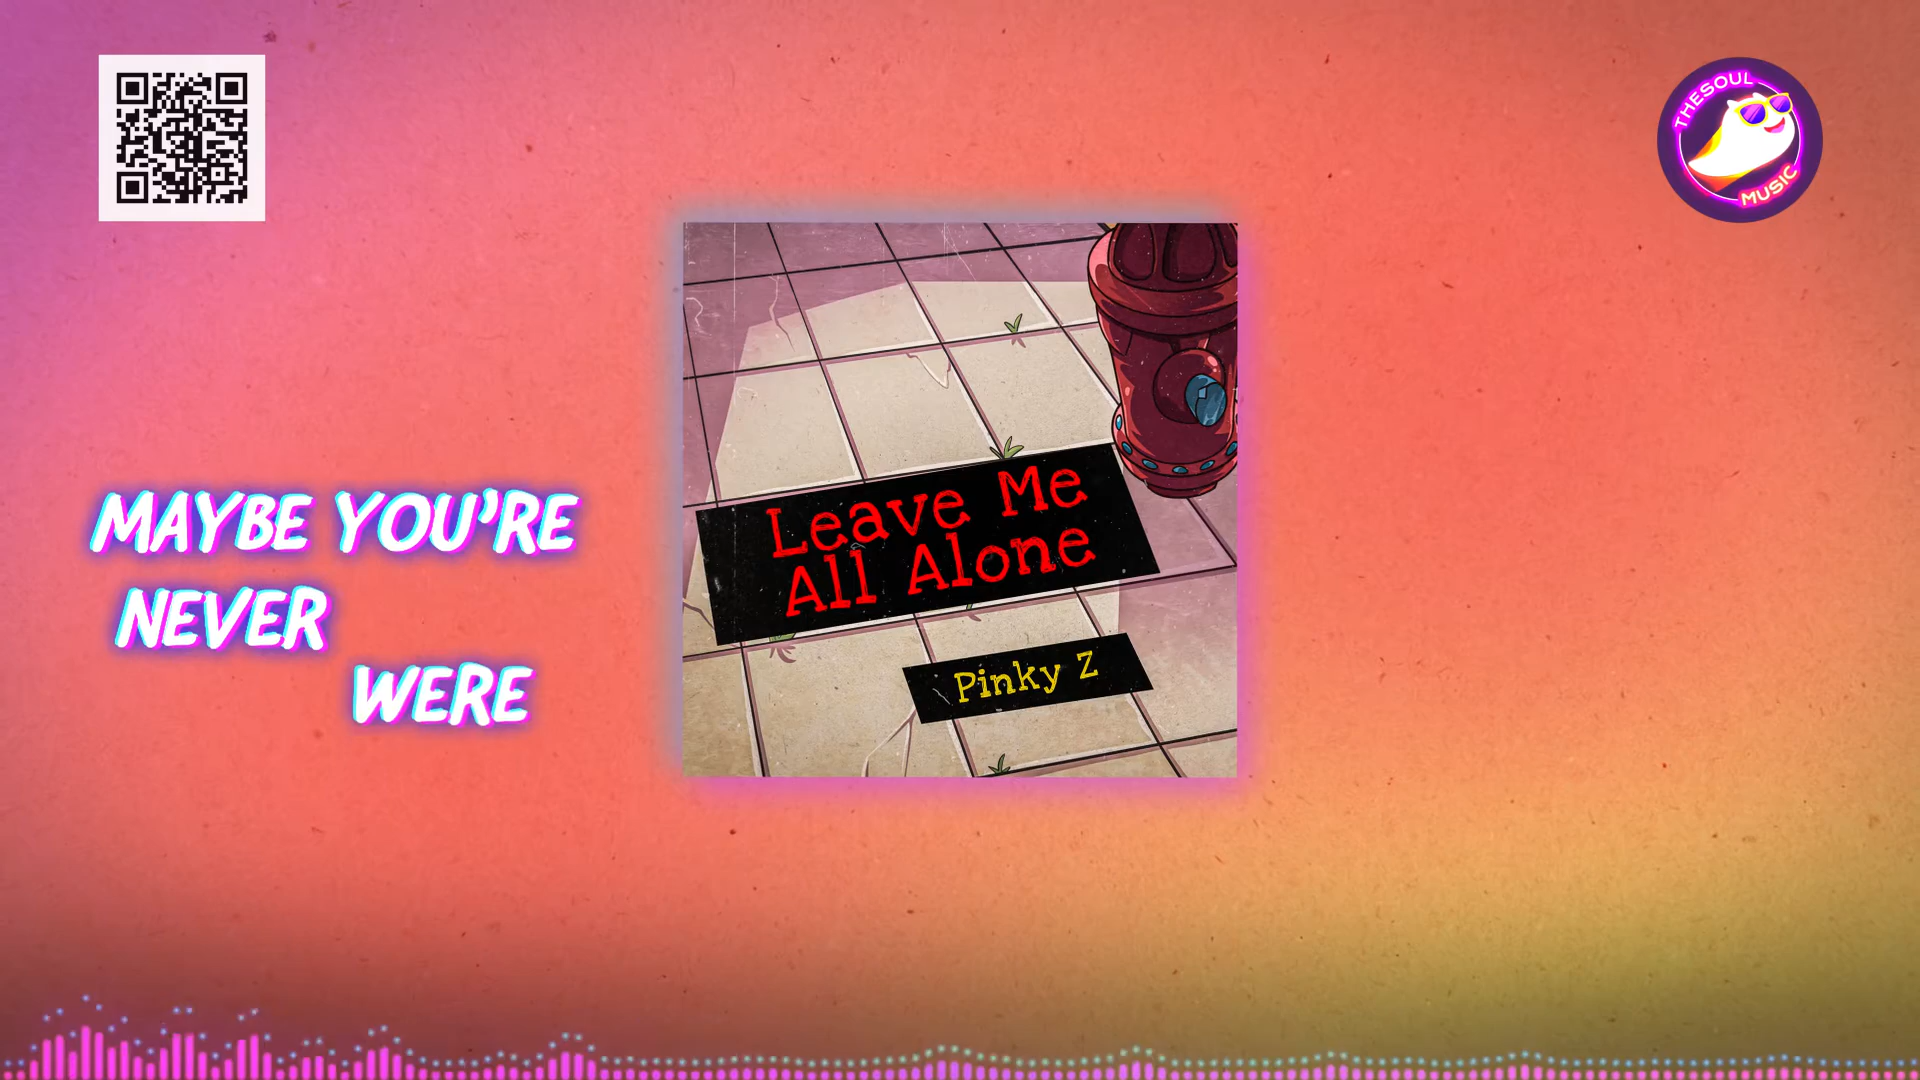 THESOUL
MUSIC
MAYBE YOU'RE
NEVER
WERE
Leave Me
All Alone
Pinky Z